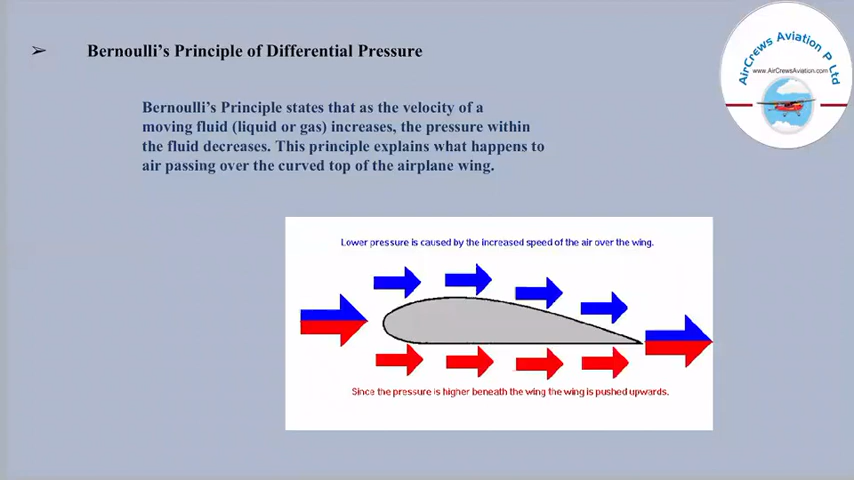 Bernoulli's Principle of Differential Pressure
AirCrews Aviation P Ltd
www.AirCrewsAviation.com
Bernoulli's Principle states that as the velocity of a
moving fluid (liquid or gas) increases, the pressure within
the fluid decreases. This principle explains what happens to
air passing over the curved top of the airplane wing.
Lower pressure is caused by the increased speed of the air over the wing.
Since the pressure is higher beneath the wing the wing is pushed upwards.